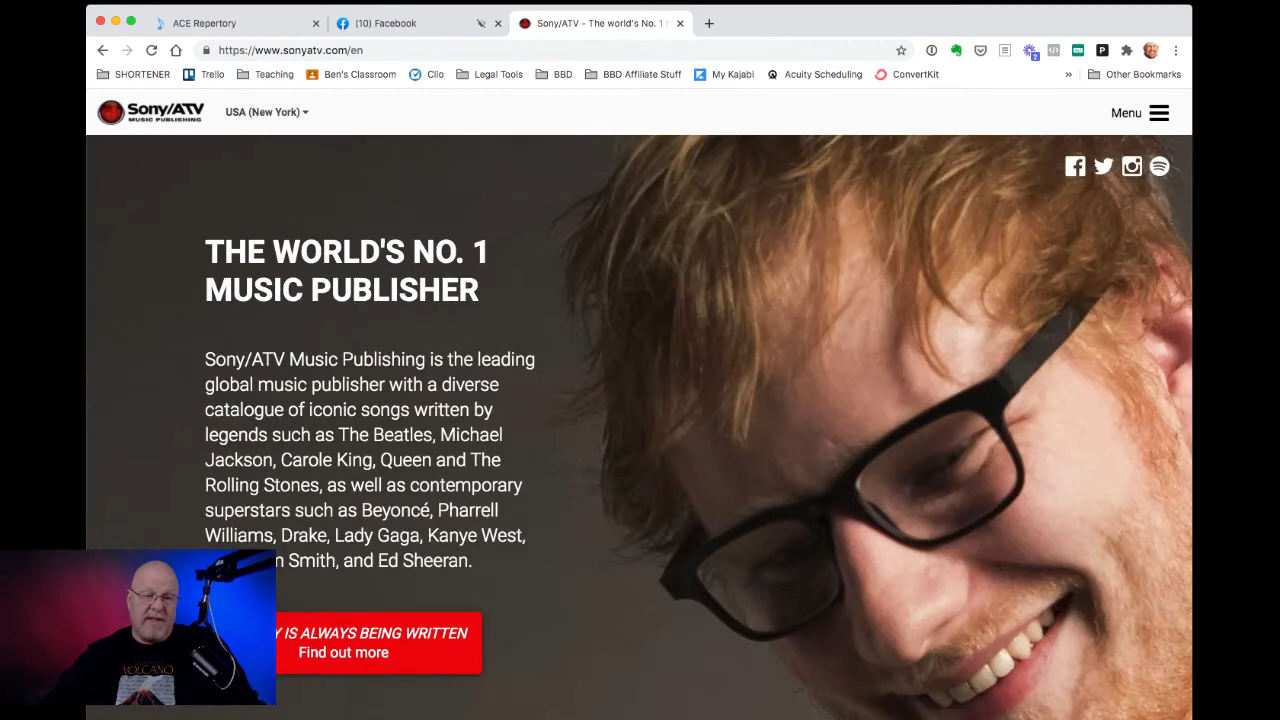 ACE Repertory
(10) Facebook
Sony/ATV - The world's No. 1
https://www.sonyatv.com/en
SHORTENER
Trello
Teaching
Ben's Classroom
Clio
Legal Tools
BBD
BBD Affiliate Stuff
My Kajabi
Acuity Scheduling
ConvertKit
»
Other Bookmarks
Sony/ATV
MUSIC PUBLISHING
USA (New York)
Menu
THE WORLD'S NO. 1
MUSIC PUBLISHER
Sony/ATV Music Publishing is the leading
global music publisher with a diverse
catalogue of iconic songs written by
legends such as The Beatles, Michael
Jackson, Carole King, Queen and The
Rolling Stones, as well as contemporary
superstars such as Beyoncé, Pharrell
Williams, Drake, Lady Gaga, Kanye West,
Smith, and Ed Sheeran.
IS ALWAYS BEING WRITTEN
Find out more
VOLCANO